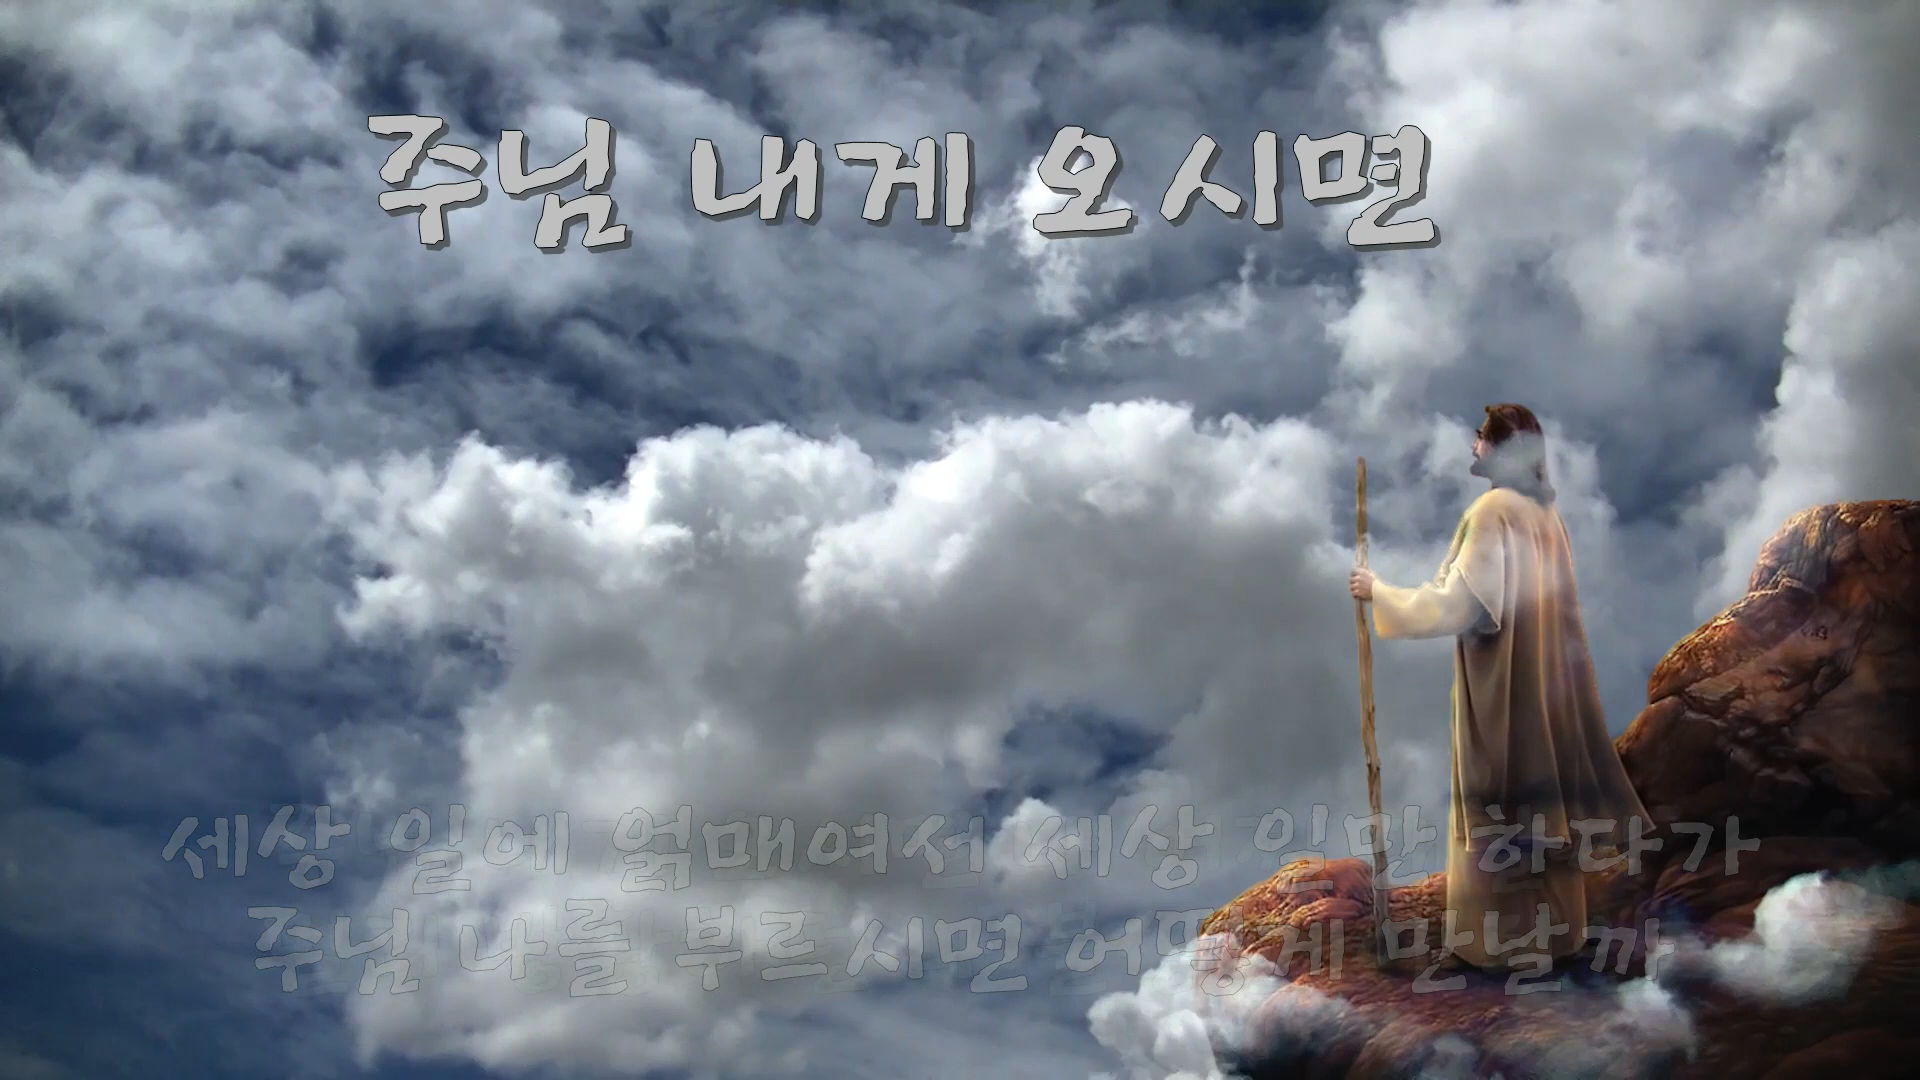 주님 내게 오시면
세상 일에 얽매여선 세상 일만 하다가
주님 나를 부르시면 어떻게 만날까